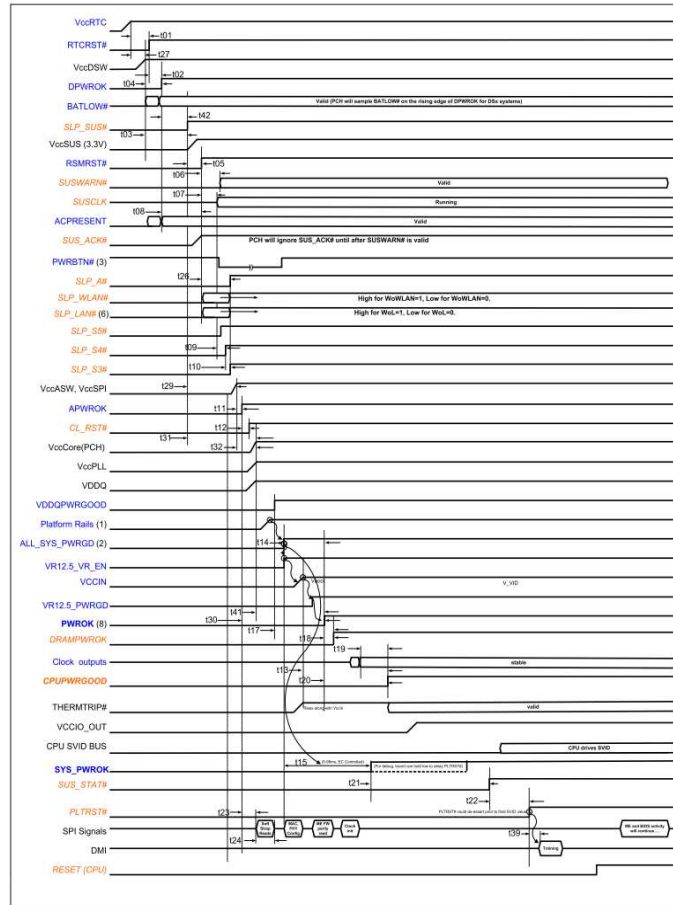 VccRTC
t01
RTCRST#
t27
VccDSW
t02
t04
DPWROK
BATLOW#
Valid (PCH will sample BATLOW# on the rising edge of DPWROK for DSx systems)
t42
SLP_SUS#
t03
VccSUS (3.3V)
RSMRST#
t05
t06
SUSWARN#
Valid
t07
SUSCLK
Running
t08
ACPRESENT
Valid
SUS_ACK#
PCH will ignore SUS_ACK# until after SUSWARN# is valid
PWRBTN# (3)
t26
SLP_A#
SLP_WLAN#
High for WoWLAN=1, Low for WoWLAN=0.
SLP_LAN# (6)
High for WoL=1, Low for WoL=0.
SLP_S5#
t09
SLP_S4#
t10
SLP_S3#
t29
VccASW, VccSPI
t11
APWROK
t12
CL_RST#
t31
t32
VccCore(PCH)
VccPLL
VDDQ
VDDQPWRGOOD
Platform Rails (1)
t14
ALL_SYS_PWRGD (2)
VR12.5_VR_EN
VCCIN
V_VID
VR12.5_PWRGD
t41
t30
PWROK (8)
t17
t18
DRAMPWROK
t19
Clock outputs
stable
t13
t20
CPUPWRGOOD
THERMTRIP#
valid
VCCIO_OUT
CPU SVID BUS
CPU drives SVID
t15
SYS_PWROK
t21
SUS_STAT#
t22
t23
PLTRST#
SPI Signals
Soft Strap Reads
t39
t24
DMI
Training
RESET (CPU)